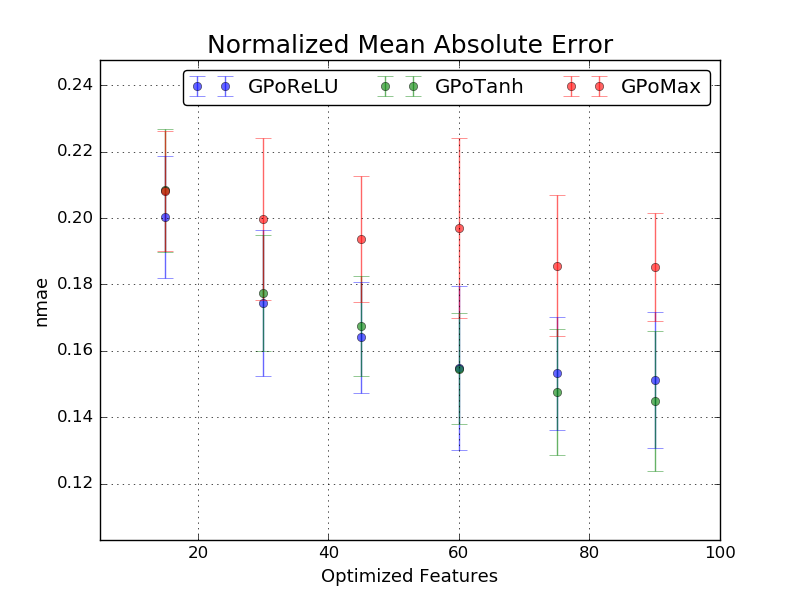 Normalized Mean Absolute Error
GPoReLU GPoTanh GPoMax
0.24
0.22
0.20
0.18
0.16
0.14
0.12
nmae
20 40 60 80 100
Optimized Features